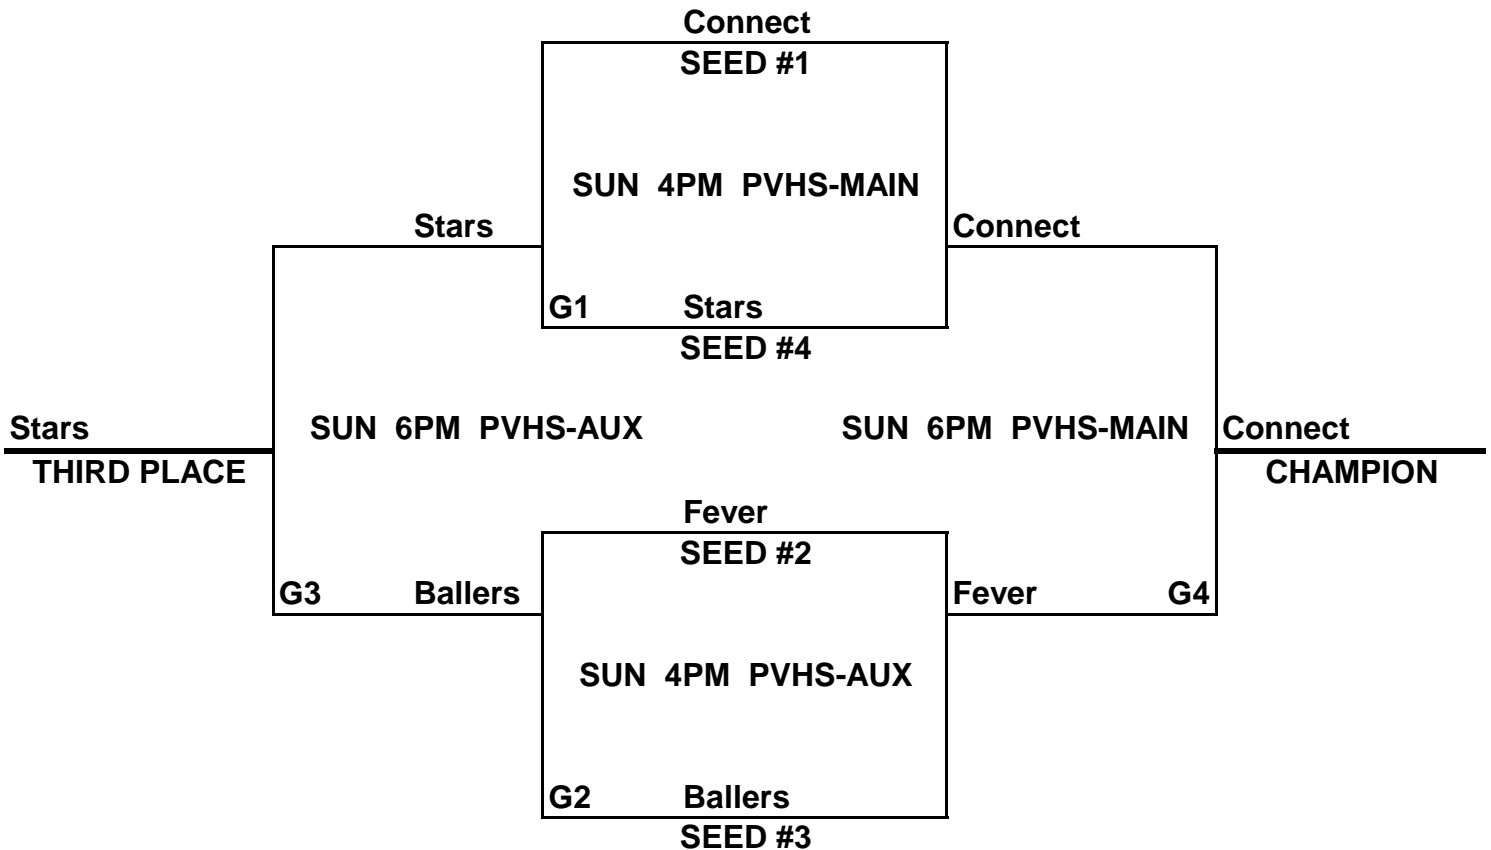 Connect
SEED #1
SUN 4PM PVHS-MAIN
Stars
Connect
G1 Stars
SEED #4
Stars
SUN 6PM PVHS-AUX
SUN 6PM PVHS-MAIN
Connect
THIRD PLACE
CHAMPION
Fever
SEED #2
G3 Ballers
Fever G4
SUN 4PM PVHS-AUX
G2 Ballers
SEED #3